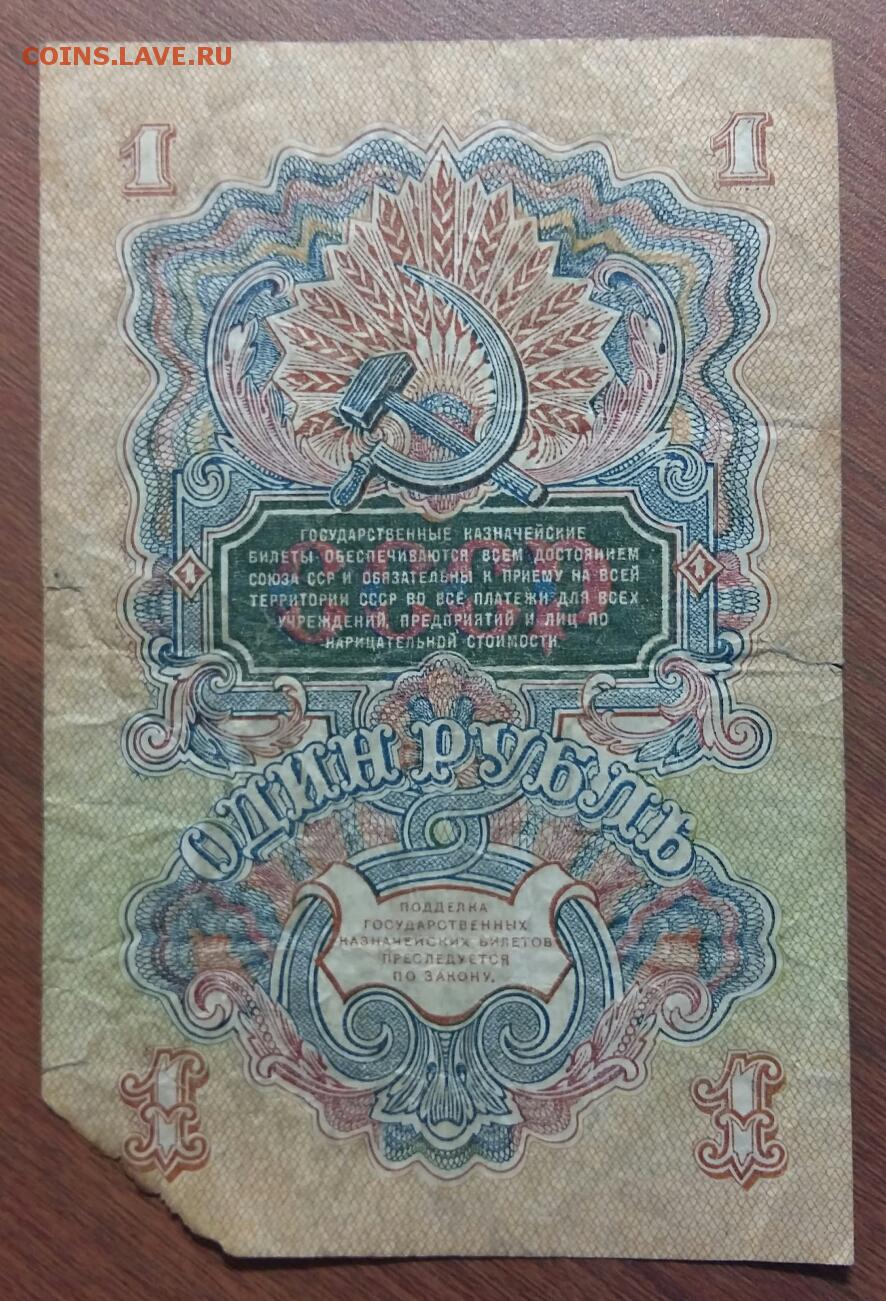 COINS.LAVE.RU
1 1
СССР
ГОСУДАРСТВЕННЫЕ КАЗНАЧЕЙСКИЕ
БИЛЕТЫ ОБЕСПЕЧИВАЮТСЯ ВСЕМ ДОСТОЯНИЕМ
СОЮЗА ССР И ОБЯЗАТЕЛЬНЫ К ПРИЕМУ НА ВСЕЙ
ТЕРРИТОРИИ СССР ВО ВСЕ ПЛАТЕЖИ ДЛЯ ВСЕХ
УЧРЕЖДЕНИЙ, ПРЕДПРИЯТИЙ И ЛИЦ ПО
НАРИЦАТЕЛЬНОЙ СТОИМОСТИ
1 1
ОДИН РУБЛЬ
ПОДДЕЛКА
ГОСУДАРСТВЕННЫХ
КАЗНАЧЕЙСКИХ БИЛЕТОВ
ПРЕСЛЕДУЕТСЯ
ПО ЗАКОНУ.
1 1